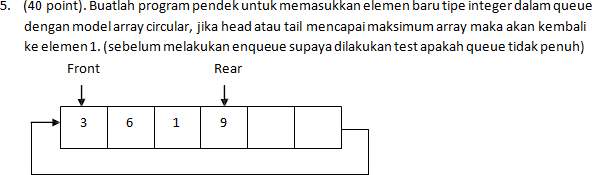 5. (40 point). Buatlah program pendek untuk memasukkan elemen baru tipe integer dalam queue
dengan model array circular, jika head atau tail mencapai maksimum array maka akan kembali
ke elemen 1. (sebelum melakukan enqueue supaya dilakukan test apakah queue tidak penuh)
Front Rear
3 6 1 9